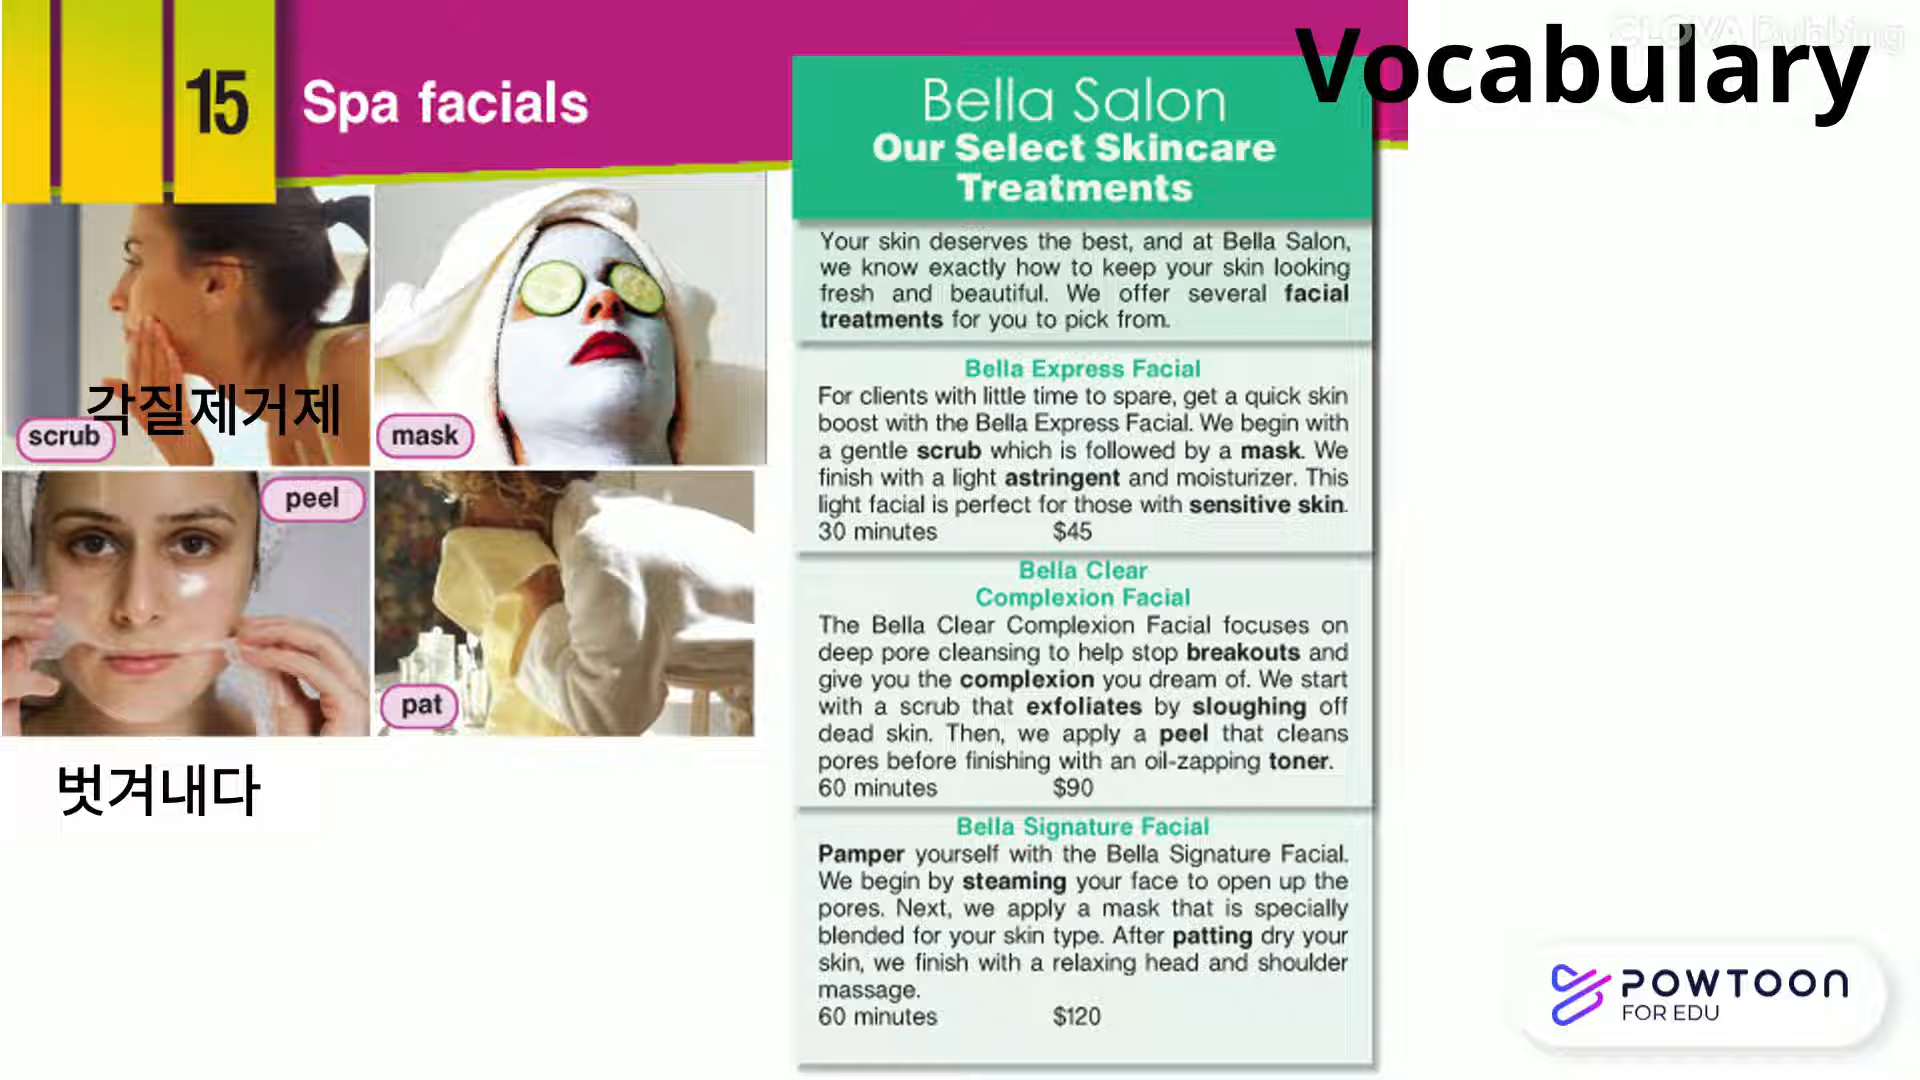 15
Spa facials
Vocabulary
CLOVA Dubbing
각질제거제
scrub
mask
peel
pat
벗겨내다
Bella Salon
Our Select Skincare
Treatments
Your skin deserves the best, and at Bella Salon,
we know exactly how to keep your skin looking
fresh and beautiful. We offer several facial
treatments for you to pick from.
Bella Express Facial
For clients with little time to spare, get a quick skin
boost with the Bella Express Facial. We begin with
a gentle scrub which is followed by a mask. We
finish with a light astringent and moisturizer. This
light facial is perfect for those with sensitive skin.
30 minutes $45
Bella Clear
Complexion Facial
The Bella Clear Complexion Facial focuses on
deep pore cleansing to help stop breakouts and
give you the complexion you dream of. We start
with a scrub that exfoliates by sloughing off
dead skin. Then, we apply a peel that cleans
pores before finishing with an oil-zapping toner.
60 minutes $90
Bella Signature Facial
Pamper yourself with the Bella Signature Facial.
We begin by steaming your face to open up the
pores. Next, we apply a mask that is specially
blended for your skin type. After patting dry your
skin, we finish with a relaxing head and shoulder
massage.
60 minutes $120
POWTOON
FOR EDU